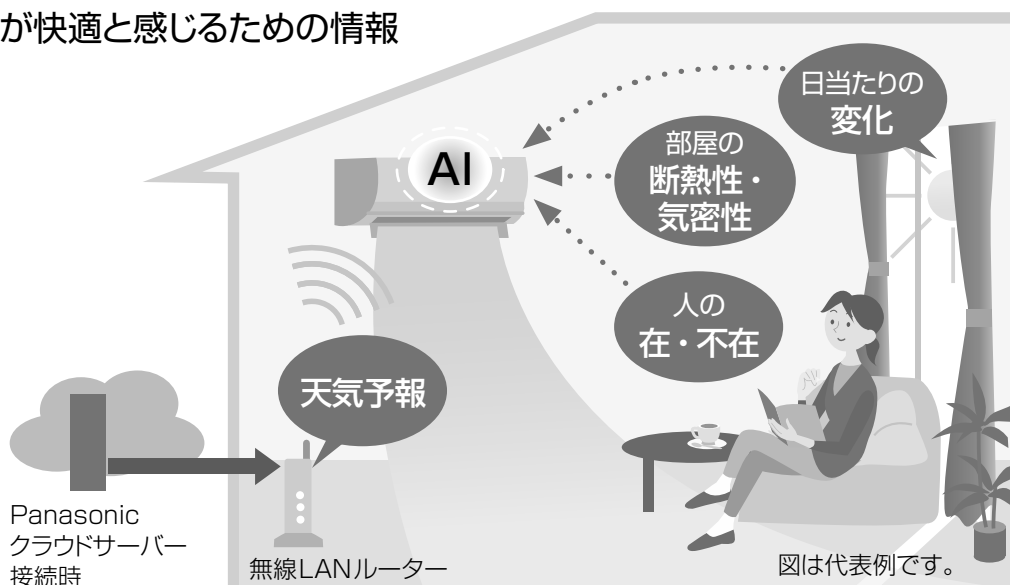 が快適と感じるための情報
日当たりの
変化
AI
部屋の
断熱性・
気密性
人の
在・不在
天気予報
Panasonic
クラウドサーバー
接続時
無線LANルーター
図は代表例です。